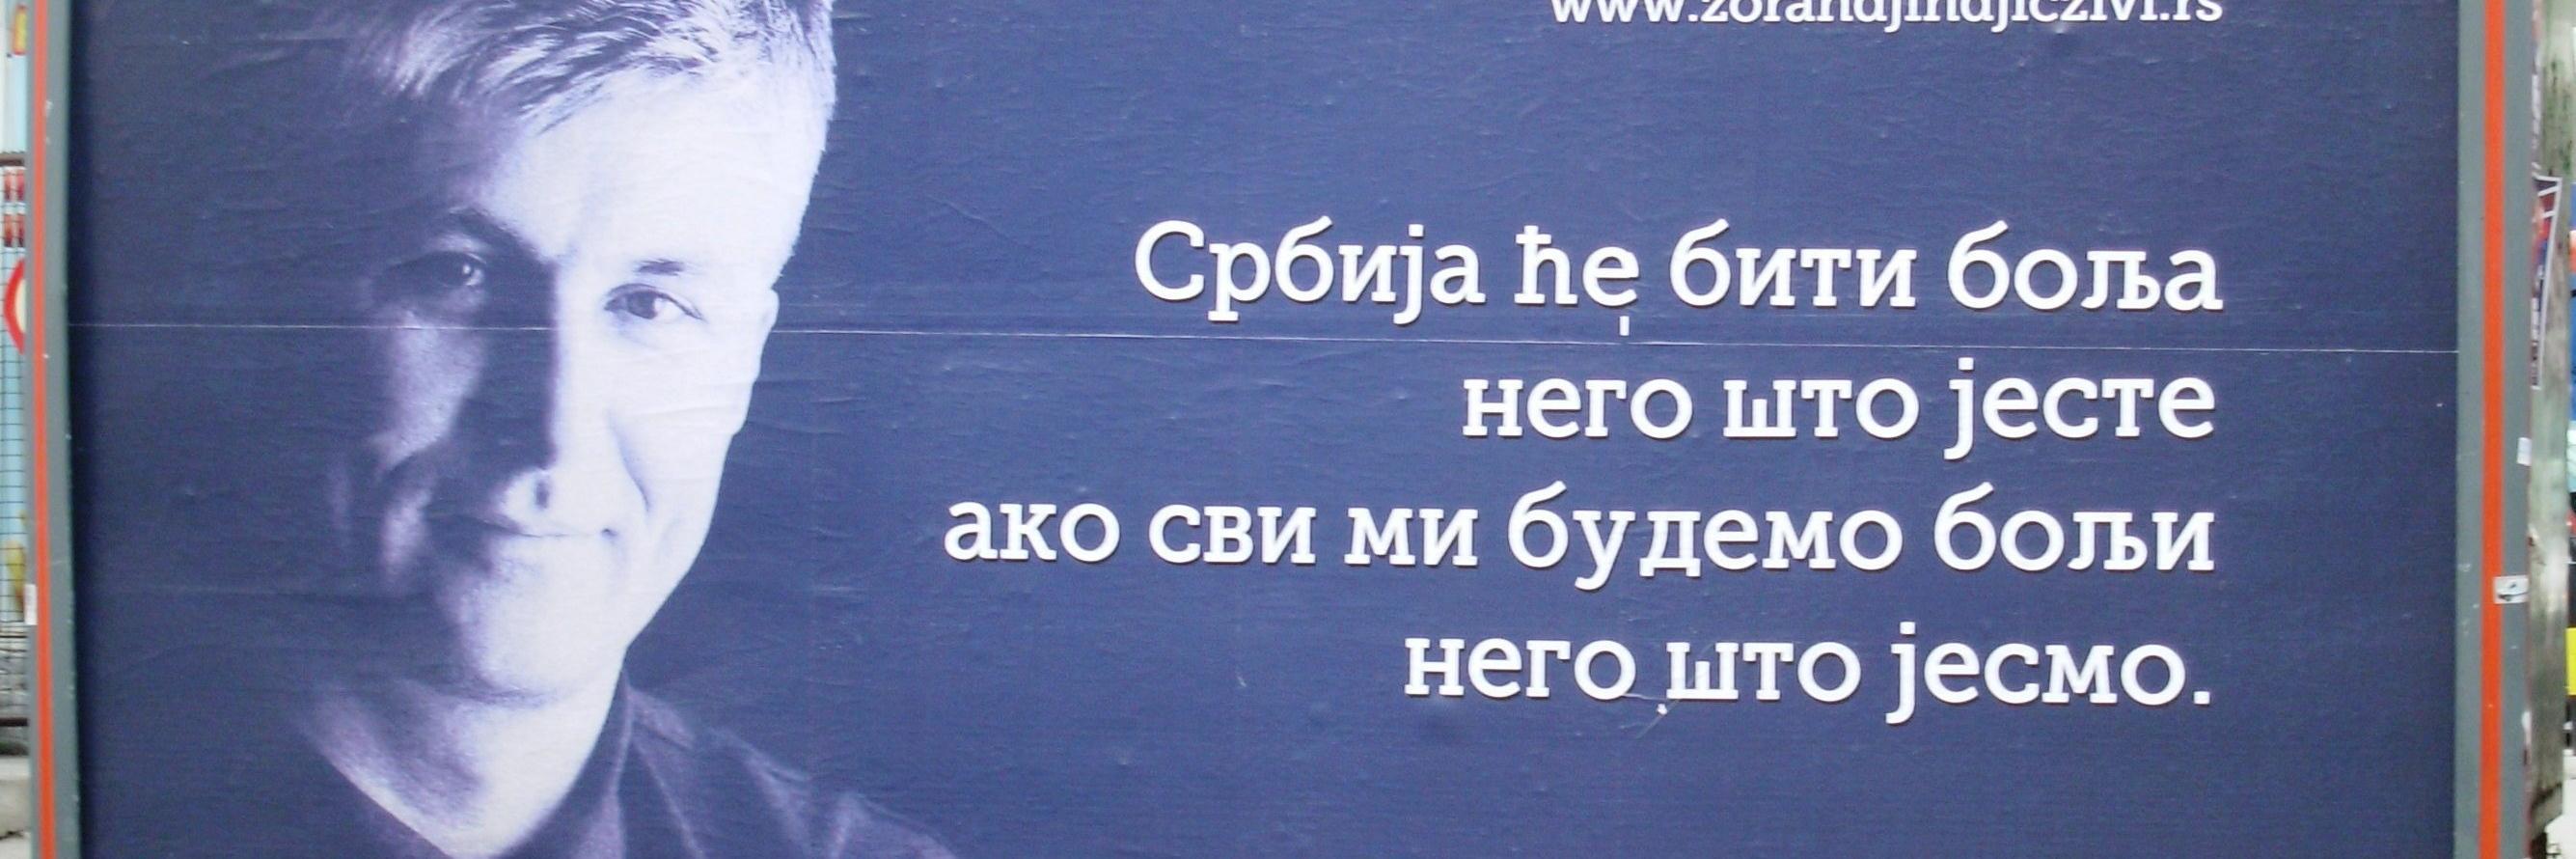 www.zorandjindjiczivi.rs
Србија ће бити боља
него што јесте
ако сви ми будемо бољи
него што јесмо.